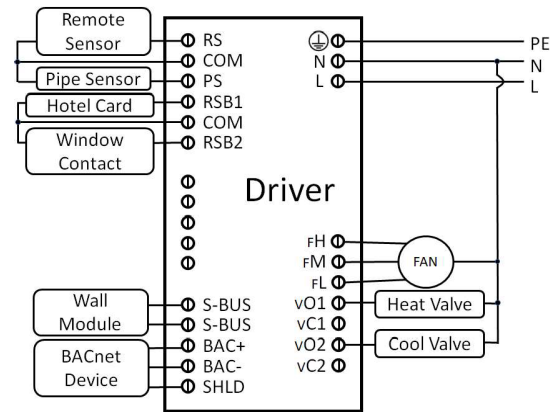 Remote
Sensor
Pipe Sensor
Hotel Card
Window
Contact
Wall
Module
BACnet
Device
RS
COM
PS
RSB1
COM
RSB2
S-BUS
S-BUS
BAC+
BAC-
SHLD
Driver
N
L
FH
FM
FL
VO1
VC1
VO2
VC2
FAN
Heat Valve
Cool Valve
PE
N
L